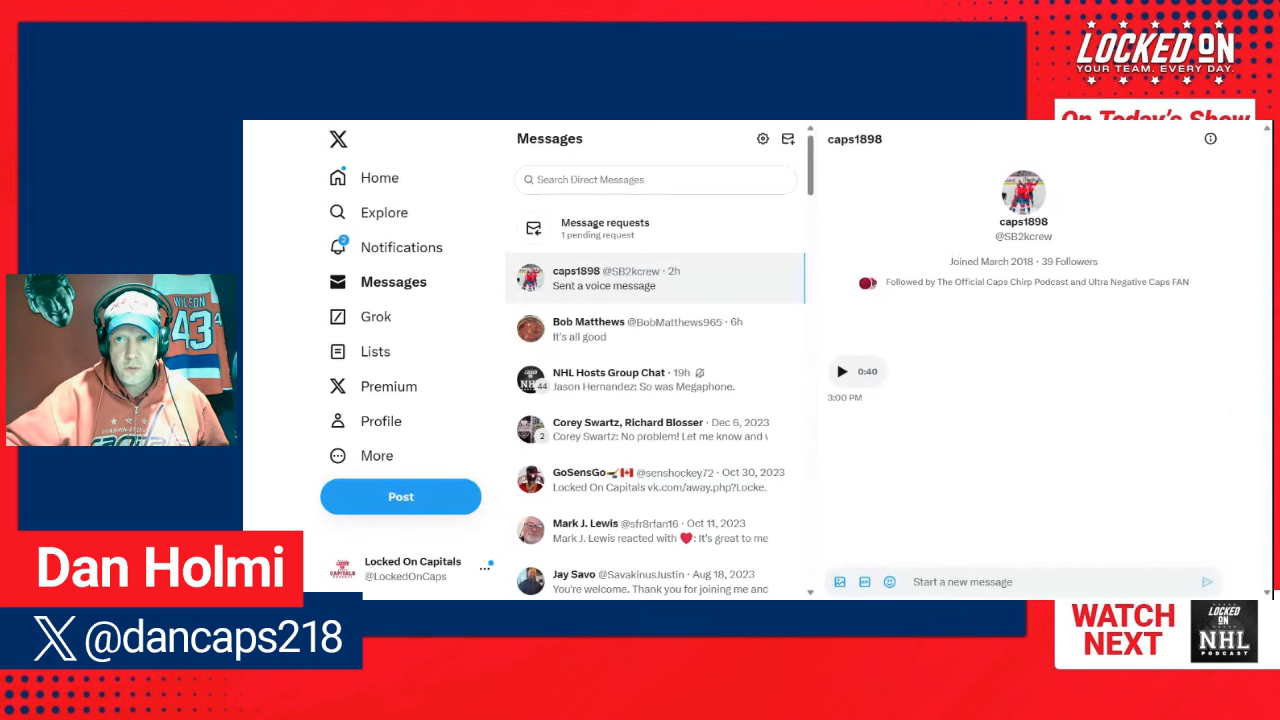 LOCKED ON
YOUR TEAM. EVERY DAY.
On Today's Show
WILSON
43
4
Dan Holmi
@dancaps218
Home
Explore
2
Notifications
Messages
Grok
Lists
Premium
Profile
More
Post
Locked On Capitals
@LockedOnCaps
Messages
Search Direct Messages
Message requests
1 pending request
caps1898 @SB2kcrew · 2h
Sent a voice message
Bob Matthews @BobMatthews965 · 6h
It's all good
NHL Hosts Group Chat · 19h
44
Jason Hernandez: So was Megaphone.
Corey Swartz, Richard Blosser · Dec 6, 2023
2
Corey Swartz: No problem! Let me know and
GoSensGo🏒🇨🇦 @senshockey72 · Oct 30, 2023
Locked On Capitals vk.com/away.php?Locke.
Mark J. Lewis @sfr8rfan16 · Oct 11, 2023
Mark J. Lewis reacted with ❤️: It's great to me
Jay Savo @SavakinusJustin · Aug 18, 2023
You're welcome. Thank you for joining me and
caps1898
caps1898
@SB2kcrew
Joined March 2018 · 39 Followers
Followed by The Official Caps Chirp Podcast and Ultra Negative Caps FAN
0:40
3:00 PM
Start a new message
WATCH
NEXT
LOCKED
ON
NHL
PODCAST